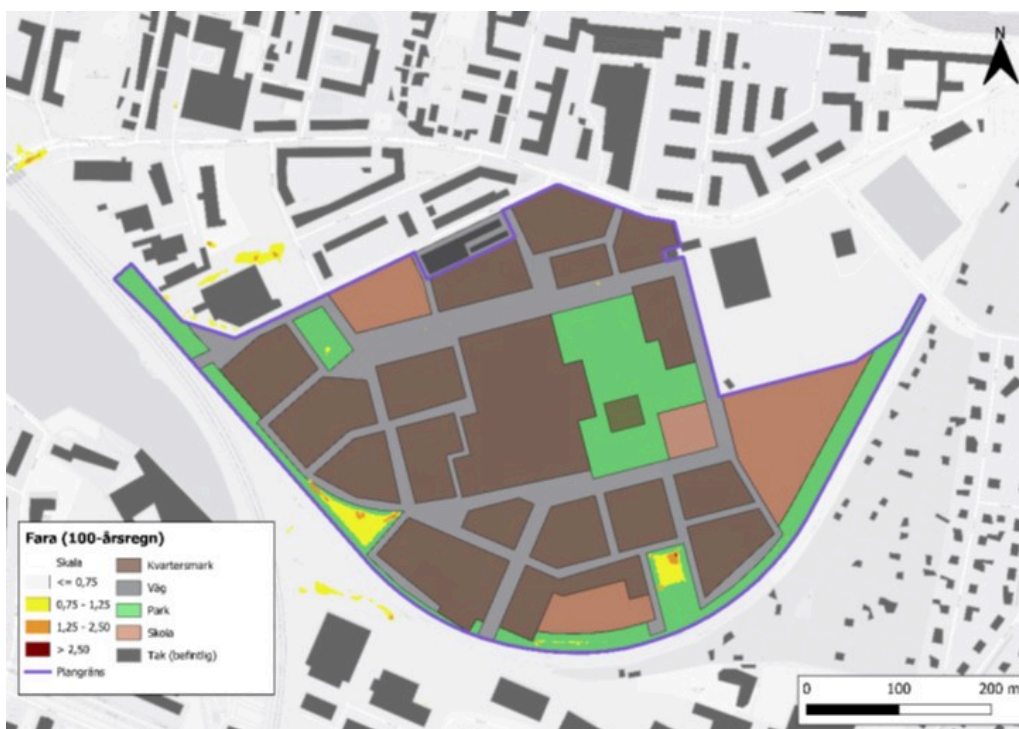 N
Fara (100-årsregn)
Skala
<= 0,75
0,75 - 1,25
1,25 - 2,50
> 2,50
Plangräns
Kvartersmark
Väg
Park
Skola
Tak (befintlig)
0 100 200 m